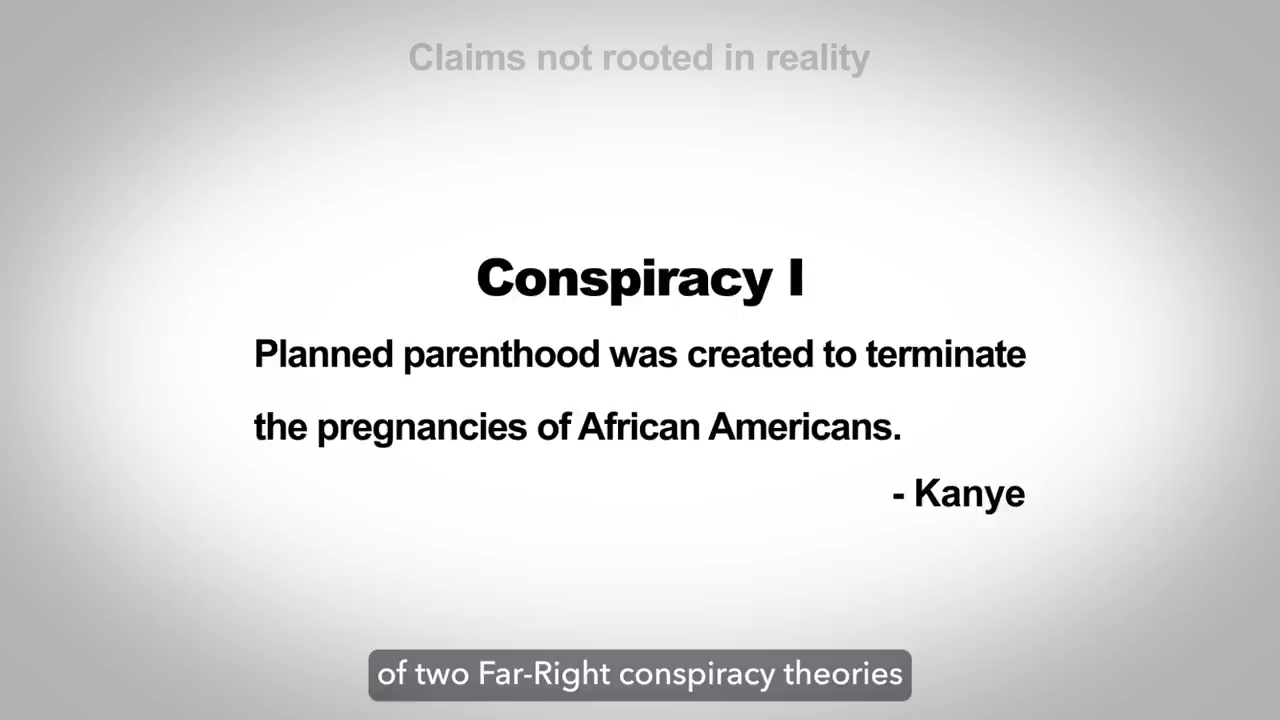 Claims not rooted in reality
Conspiracy I
Planned parenthood was created to terminate
the pregnancies of African Americans.
- Kanye
of two Far-Right conspiracy theories